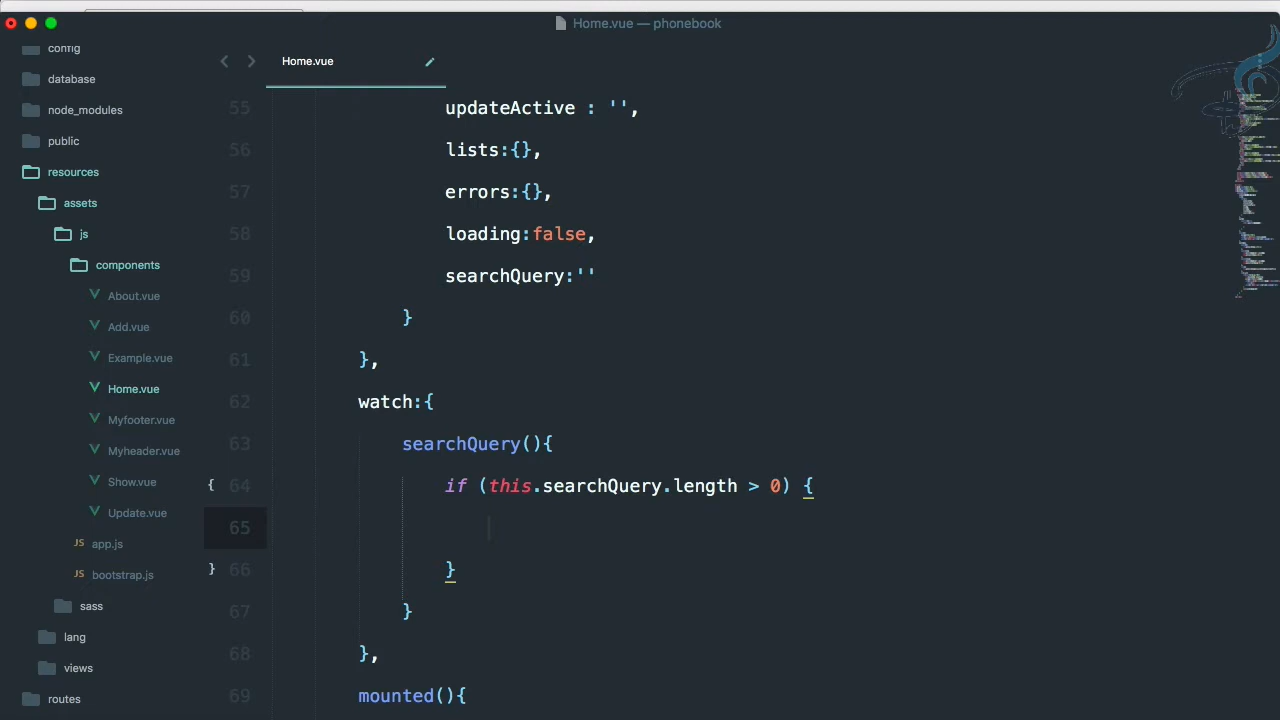 Home.vue — phonebook
config
database
node_modules
public
resources
assets
js
components
About.vue
Add.vue
Example.vue
Home.vue
Myfooter.vue
Myheader.vue
Show.vue
Update.vue
JS app.js
JS bootstrap.js
sass
lang
views
routes
Home.vue
55 updateActive : '',
56 lists:{},
57 errors:{},
58 loading:false,
59 searchQuery:''
60 }
61 },
62 watch:{
63 searchQuery(){
{ 64 if (this.searchQuery.length > 0) {
65
} 66 }
67 }
68 },
69 mounted(){